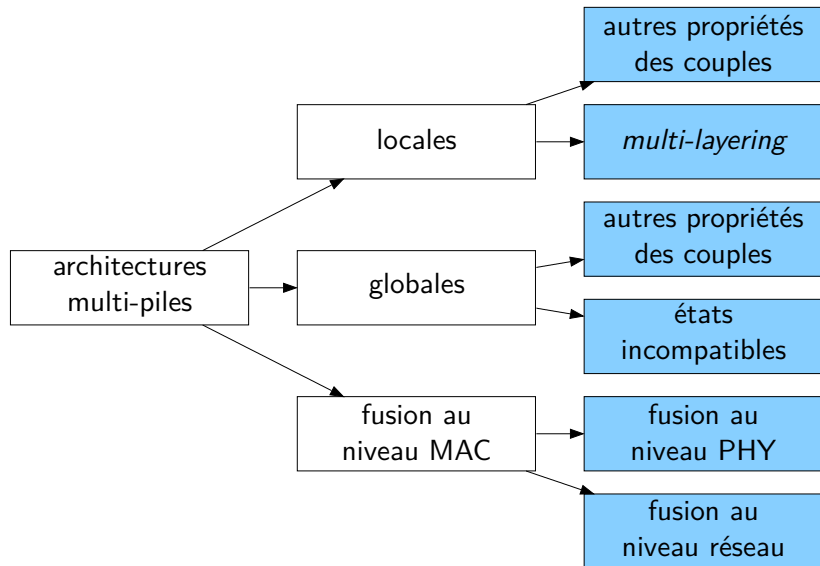 autres propriétés
des couples
locales
multi-layering
autres propriétés
des couples
architectures
multi-piles
globales
états
incompatibles
fusion au
niveau MAC
fusion au
niveau PHY
fusion au
niveau réseau